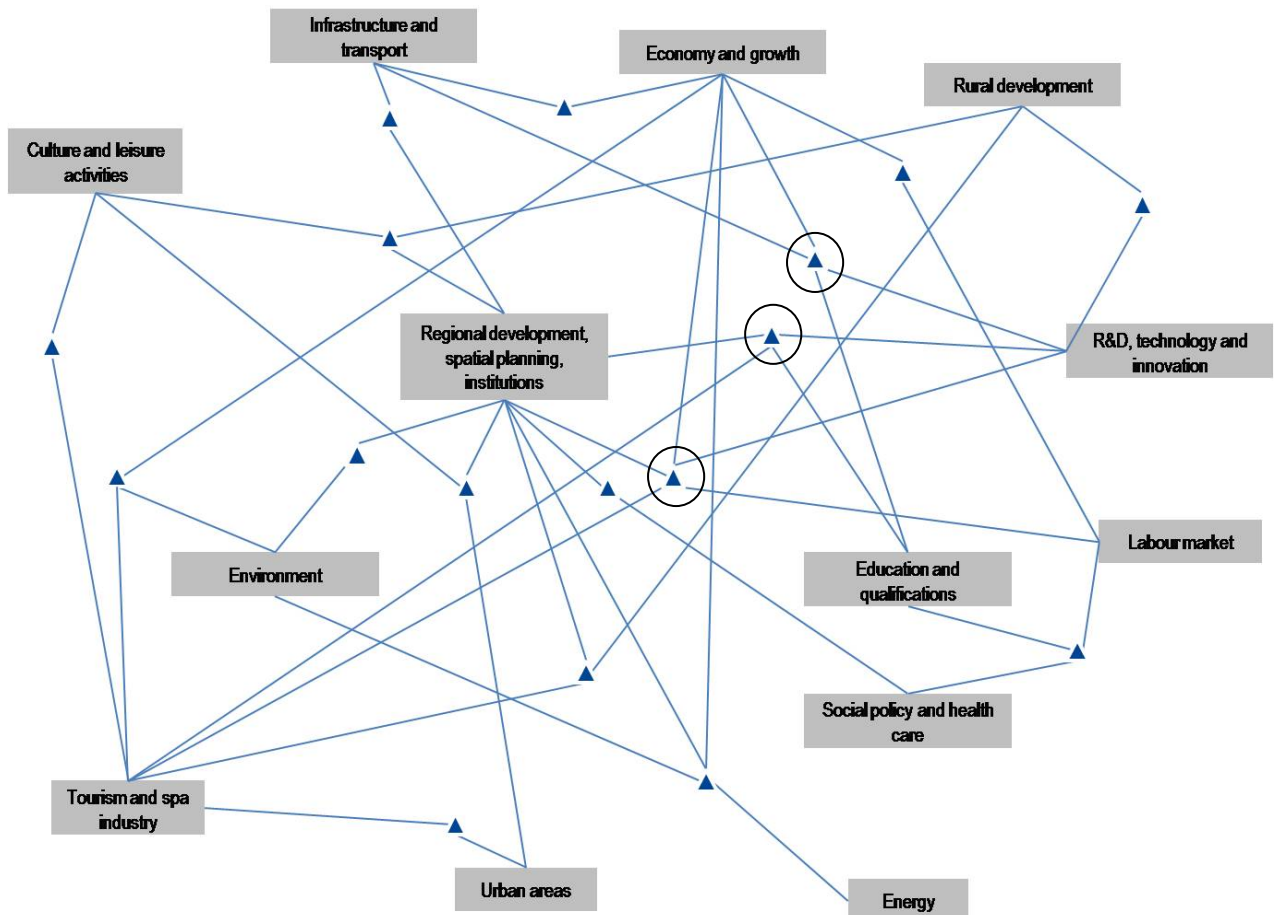 Infrastructure and
transport
Economy and growth
Rural development
Culture and leisure
activities
Regional development,
spatial planning,
institutions
R&D, technology and
innovation
Labour market
Environment
Education and
qualifications
Social policy and health
care
Tourism and spa
industry
Urban areas
Energy